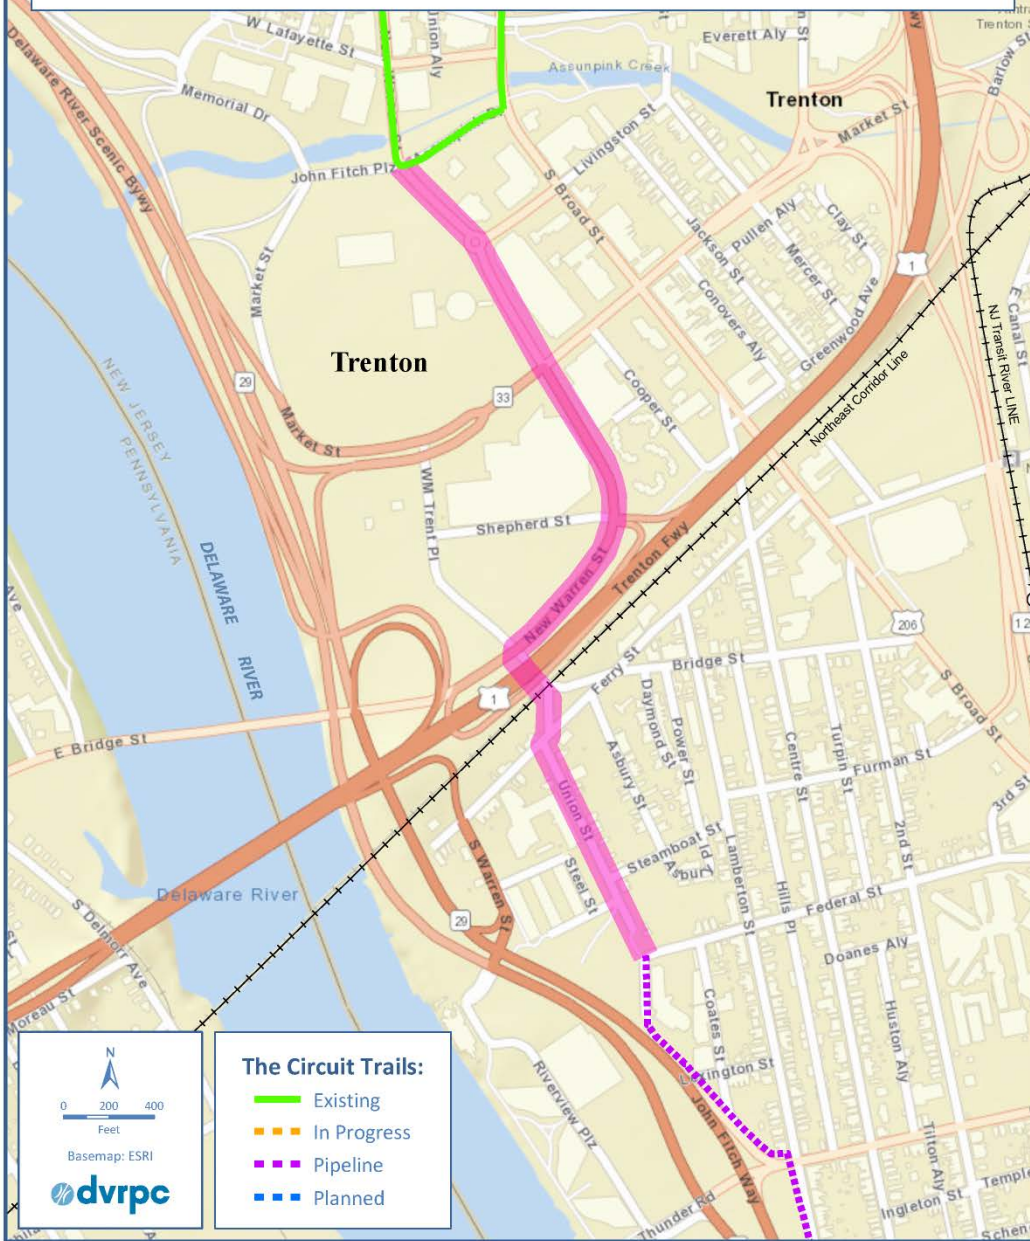 W Lafayette St
Union Aly
Everett Aly
Trenton
Assunpink Creek
Trenton
Market St
Barlow St
Delaware River Scenic Bywy
Memorial Dr
John Fitch Plz
Livingston St
S Broad St
Market St
Jackson St
Pullen Aly
Clay St
Mercer St
Conovers Aly
Greenwood Ave
1
E Canal St
NJ Transit River LINE
Northeast Corridor Line
Trenton
NEW JERSEY
PENNSYLVANIA
29
33
Market St
Cooper St
WM Trent Pl
Shepherd St
DELAWARE
RIVER
New Warren St
Trenton Fwy
Ave
206
Ferry St
Bridge St
S Broad St
1
E Bridge St
Daymond St
Power St
Asbury St
Centre St
Turpin St
Furman St
3rd St
Union St
2nd St
S Warren St
Steel St
Steamboat St
Asbury
Lamberton St
Hills Pl
Federal St
Delaware River
S Delmorr Ave
29
Doanes Aly
Moreau St
Coates St
Huston Aly
Riverview Plz
John Fitch Way
Thunder Rd
Tilton Aly
Ingleton St
Temple
N
0 200 400
Feet
Basemap: ESRI
dvrpc
The Circuit Trails:
Existing
In Progress
Pipeline
Planned